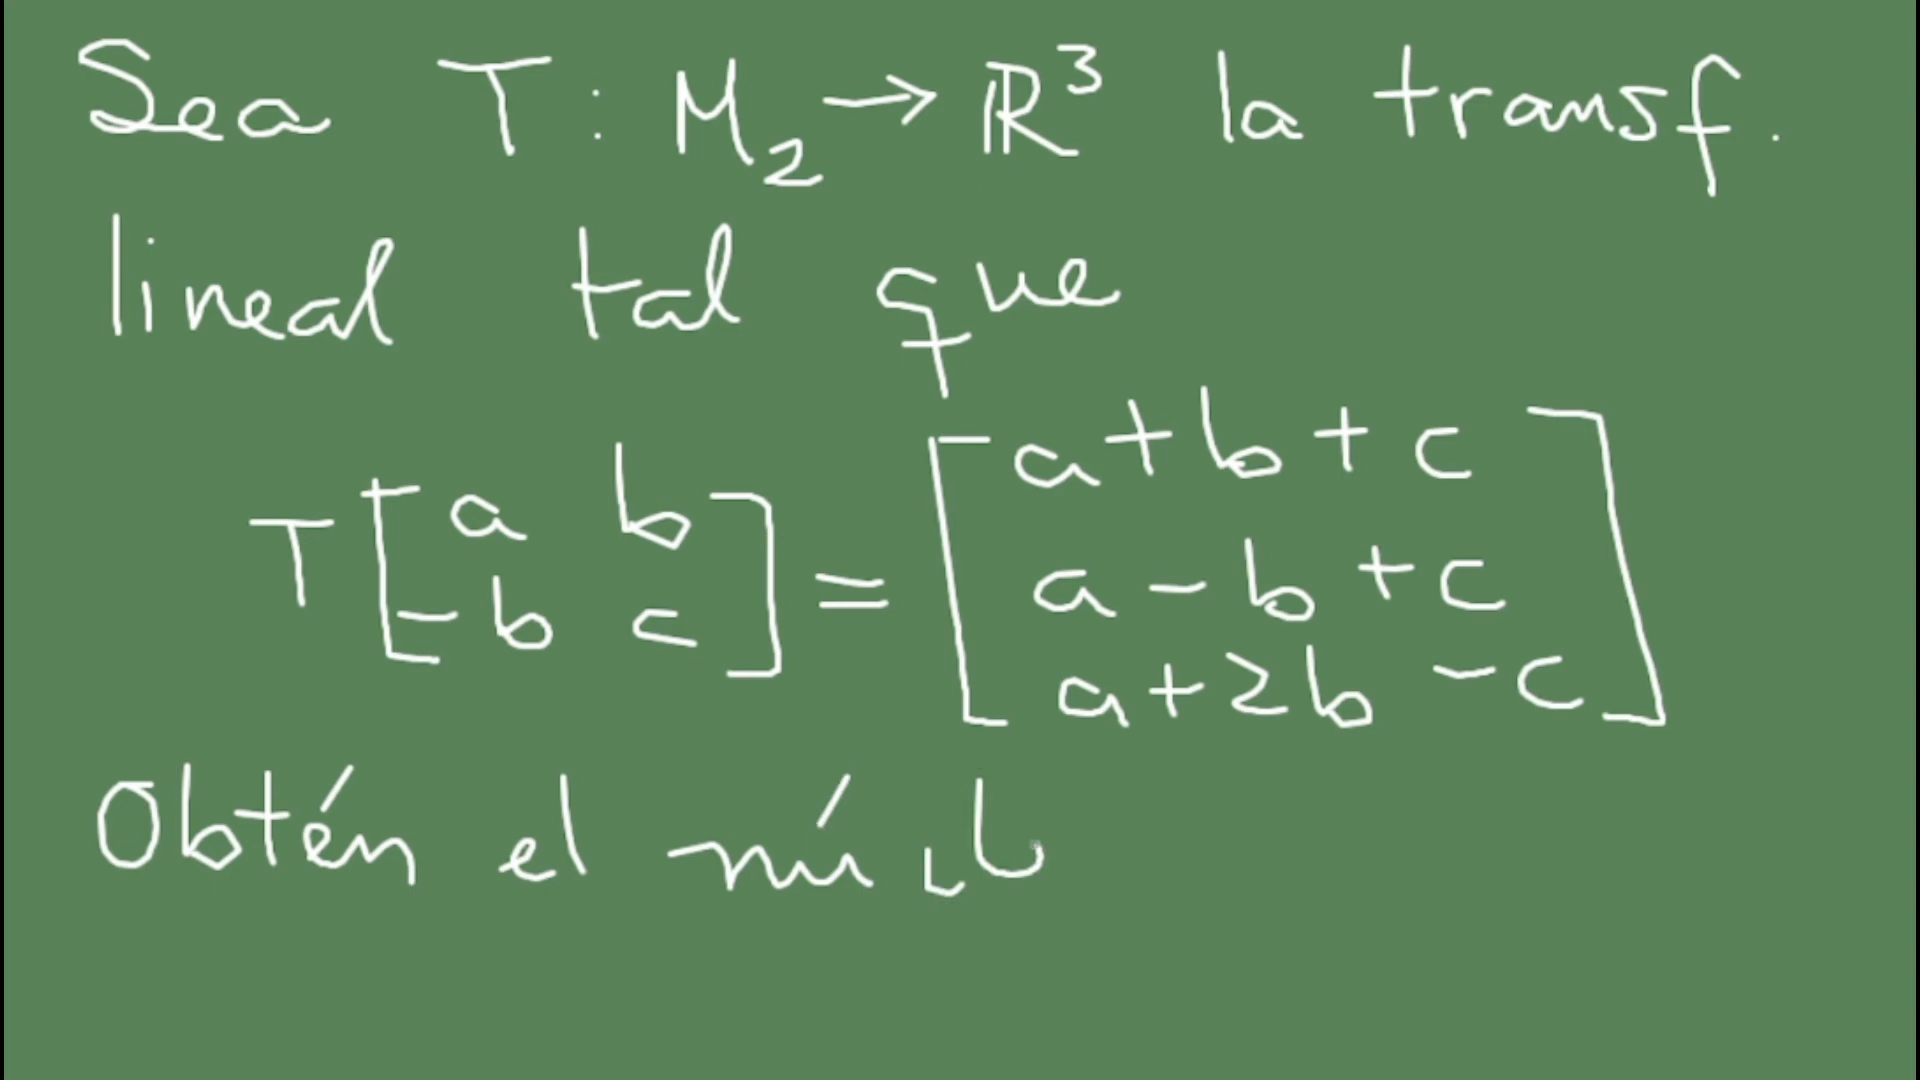 Sea T : M₂ → ℝ³ la transf.
lineal tal que
T [ a b ; -b c ] = [ a+b+c ; a-b+c ; a+2b-c ]
Obtén el